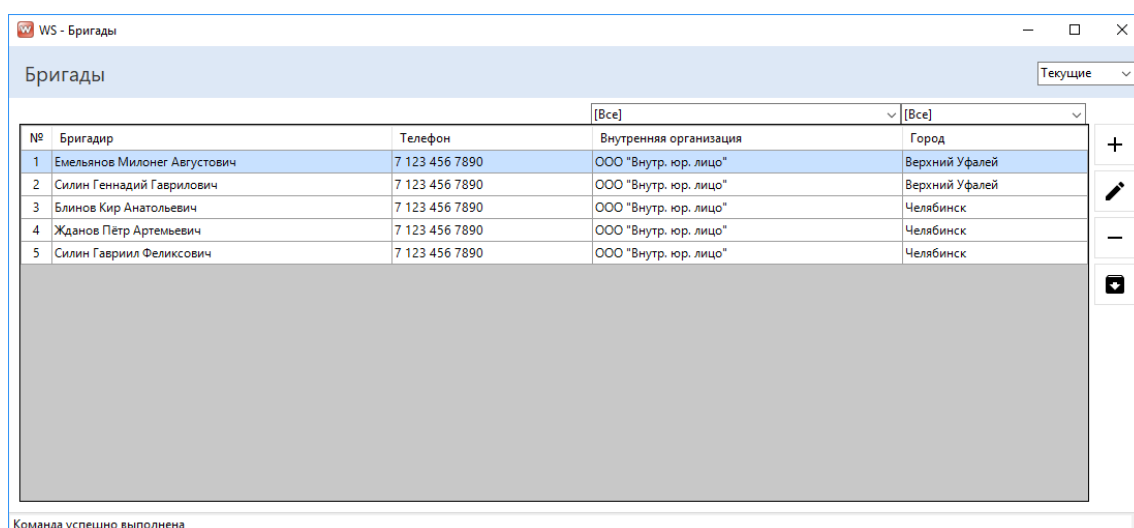 WS - Бригады
Бригады
Текущие
[Все] [Все]
№ Бригадир Телефон Внутренняя организация Город
1 Емельянов Милонег Августович 7 123 456 7890 ООО "Внутр. юр. лицо" Верхний Уфалей
2 Силин Геннадий Гаврилович 7 123 456 7890 ООО "Внутр. юр. лицо" Верхний Уфалей
3 Блинов Кир Анатольевич 7 123 456 7890 ООО "Внутр. юр. лицо" Челябинск
4 Жданов Пётр Артемьевич 7 123 456 7890 ООО "Внутр. юр. лицо" Челябинск
5 Силин Гавриил Феликсович 7 123 456 7890 ООО "Внутр. юр. лицо" Челябинск
Команда успешно выполнена